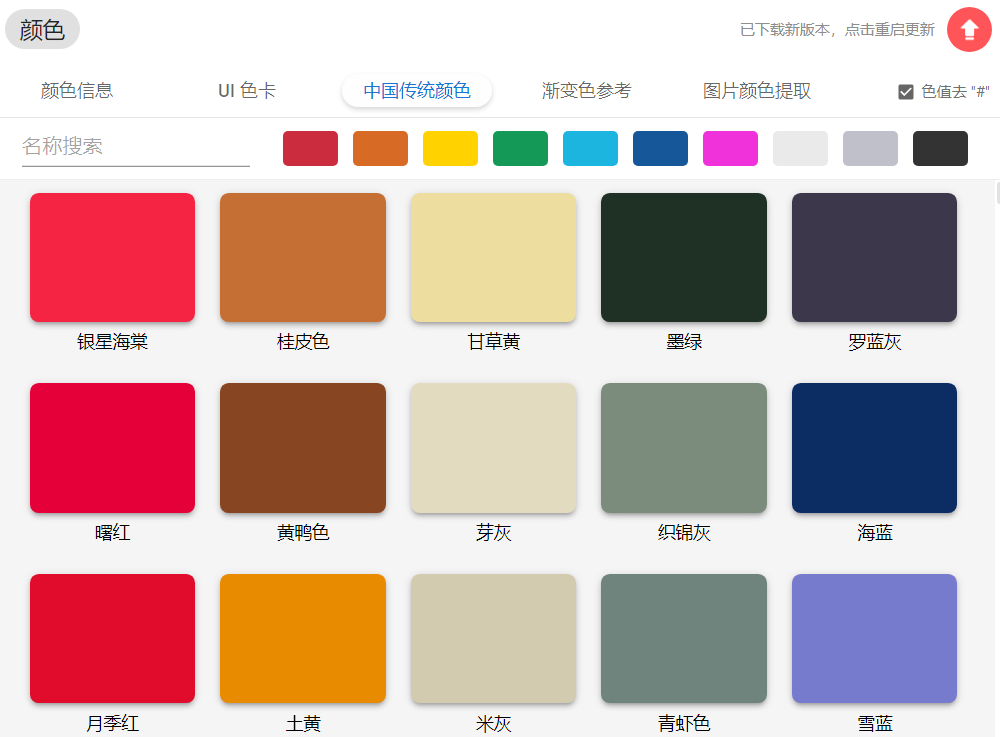 颜色
已下载新版本，点击重启更新
颜色信息 UI 色卡 中国传统颜色 渐变色参考 图片颜色提取 色值去 "#"
名称搜索
银星海棠 桂皮色 甘草黄 墨绿 罗蓝灰
曙红 黄鸭色 芽灰 织锦灰 海蓝
月季红 土黄 米灰 青虾色 雪蓝